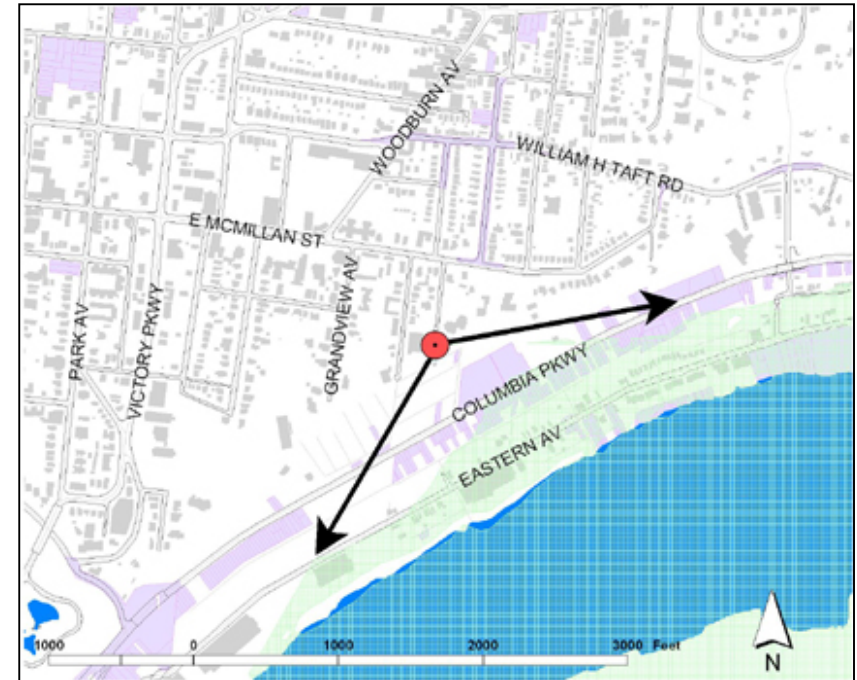 WOODBURN AV
WILLIAM H TAFT RD
E MCMILLAN ST
PARK AV
VICTORY PKWY
GRANDVIEW AV
COLUMBIA PKWY
EASTERN AV
1000 0 1000 2000 3000 Feet
N